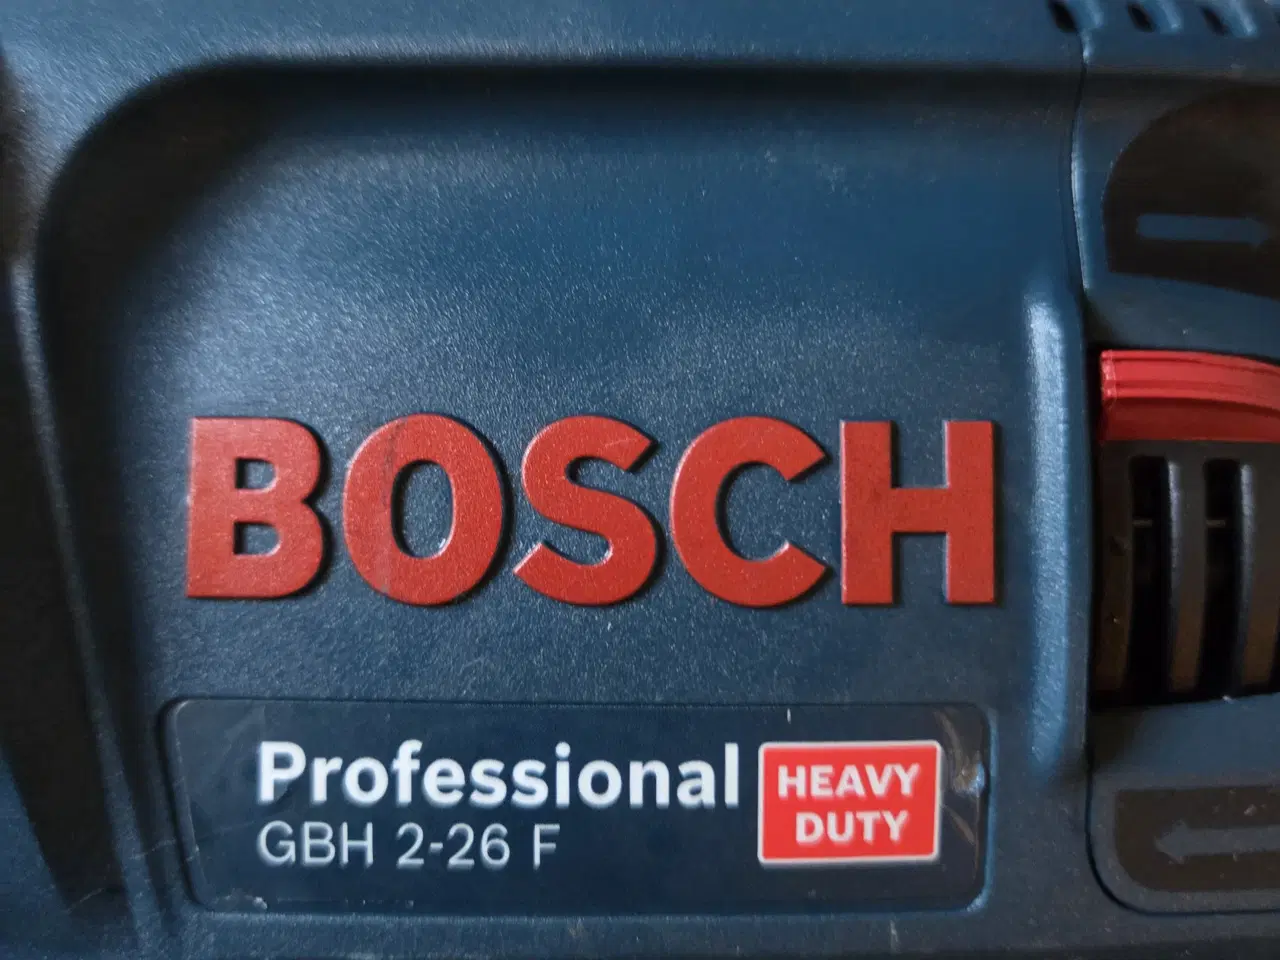 BOSCH
Professional
GBH 2-26 F
HEAVY
DUTY